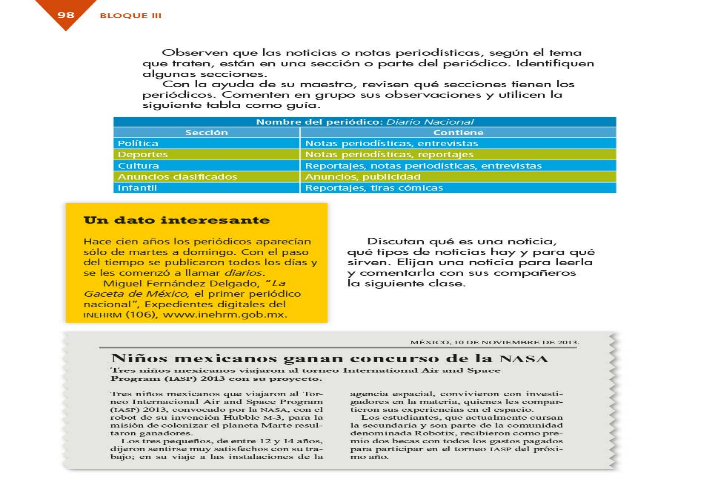 98 BLOQUE III
Observen que las noticias o notas periodísticas, según el tema
que traten, están en una sección o parte del periódico. Identifiquen
algunas secciones.
Con la ayuda de su maestro, revisen qué secciones tienen los
periódicos. Comenten en grupo sus observaciones y utilicen la
siguiente tabla como guía.
Nombre del periódico: Diario Nacional
Sección Contiene
Política Notas periodísticas, entrevistas
Deportes Notas periodísticas, reportajes
Cultura Reportajes, notas periodísticas, entrevistas
Anuncios clasificados Anuncios, publicidad
Infantil Reportajes, tiras cómicas
Un dato interesante
Hace cien años los periódicos aparecían
sólo de martes a domingo. Con el paso
del tiempo se publicaron todos los días y
se les comenzó a llamar diarios.
Miguel Fernández Delgado, "La
Gaceta de México, el primer periódico
nacional", Expedientes digitales del
INEHRM (106), www.inehrm.gob.mx.
Discutan qué es una noticia,
qué tipos de noticias hay y para qué
sirven. Elijan una noticia para leerla
y comentarla con sus compañeros
la siguiente clase.
MÉXICO, 10 DE NOVIEMBRE DE 2013.
Niños mexicanos ganan concurso de la NASA
Tres niños mexicanos viajaron al torneo International Air and Space
Program (IASP) 2013 con su proyecto.
Tres niños mexicanos que viajaron al Tor-
neo Internacional Air and Space Program
(IASP) 2013, convocado por la NASA, con el
robot de su invención Hubble M-3, para la
misión de colonizar el planeta Marte resul-
taron ganadores.
Los tres pequeños, de entre 12 y 14 años,
dijeron sentirse muy satisfechos con su tra-
bajo; en su viaje a las instalaciones de la
agencia espacial, convivieron con investi-
gadores en la materia, quienes les compar-
tieron sus experiencias en el espacio.
Los estudiantes, que actualmente cursan
la secundaria y son parte de la comunidad
denominada Robotix, recibieron como pre-
mio dos becas con todos los gastos pagados
para participar en el torneo IASP del próxi-
mo año.